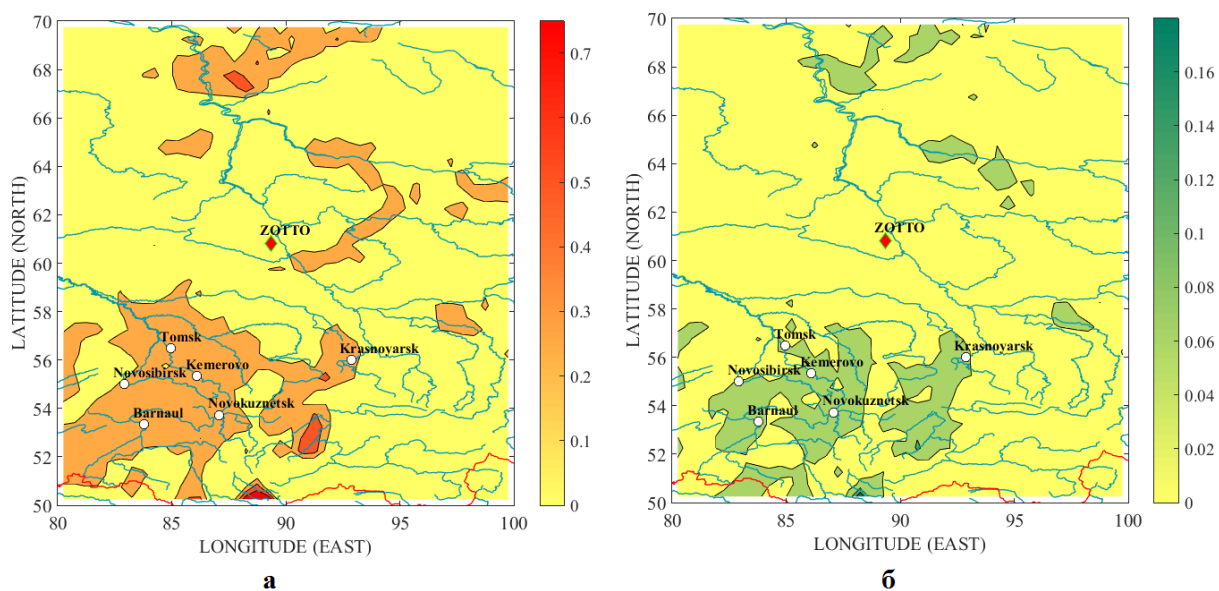 70
68
66
64
62
60
58
56
54
52
50
LATITUDE (NORTH)
ZOTTO
Tomsk
Krasnoyarsk
Kemerovo
Novosibirsk
Novokuznetsk
Barnaul
80
85
90
95
100
LONGITUDE (EAST)
0.7
0.6
0.5
0.4
0.3
0.2
0.1
0
а
70
68
66
64
62
60
58
56
54
52
50
LATITUDE (NORTH)
ZOTTO
Tomsk
Krasnoyarsk
Kemerovo
Novosibirsk
Novokuznetsk
Barnaul
80
85
90
95
100
LONGITUDE (EAST)
0.16
0.14
0.12
0.1
0.08
0.06
0.04
0.02
0
б